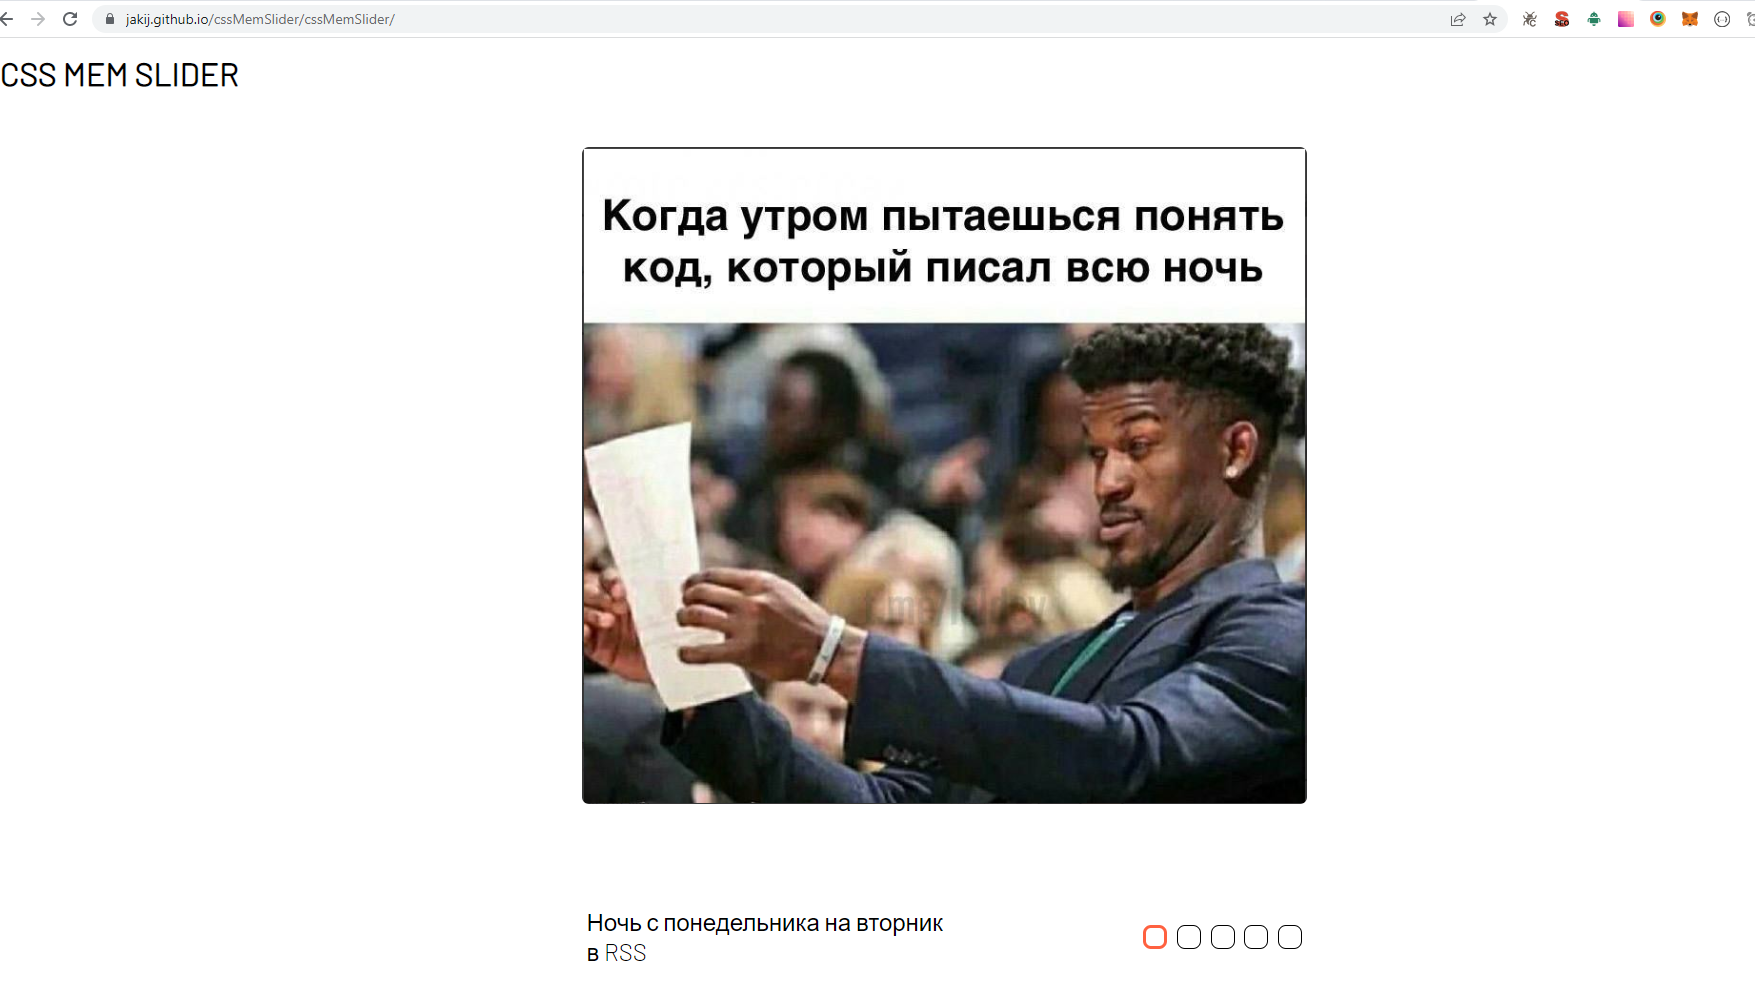 jakij.github.io/cssMemSlider/cssMemSlider/
SEO
CSS MEM SLIDER
Когда утром пытаешься понять
код, который писал всю ночь
Ночь с понедельника на вторник
в RSS